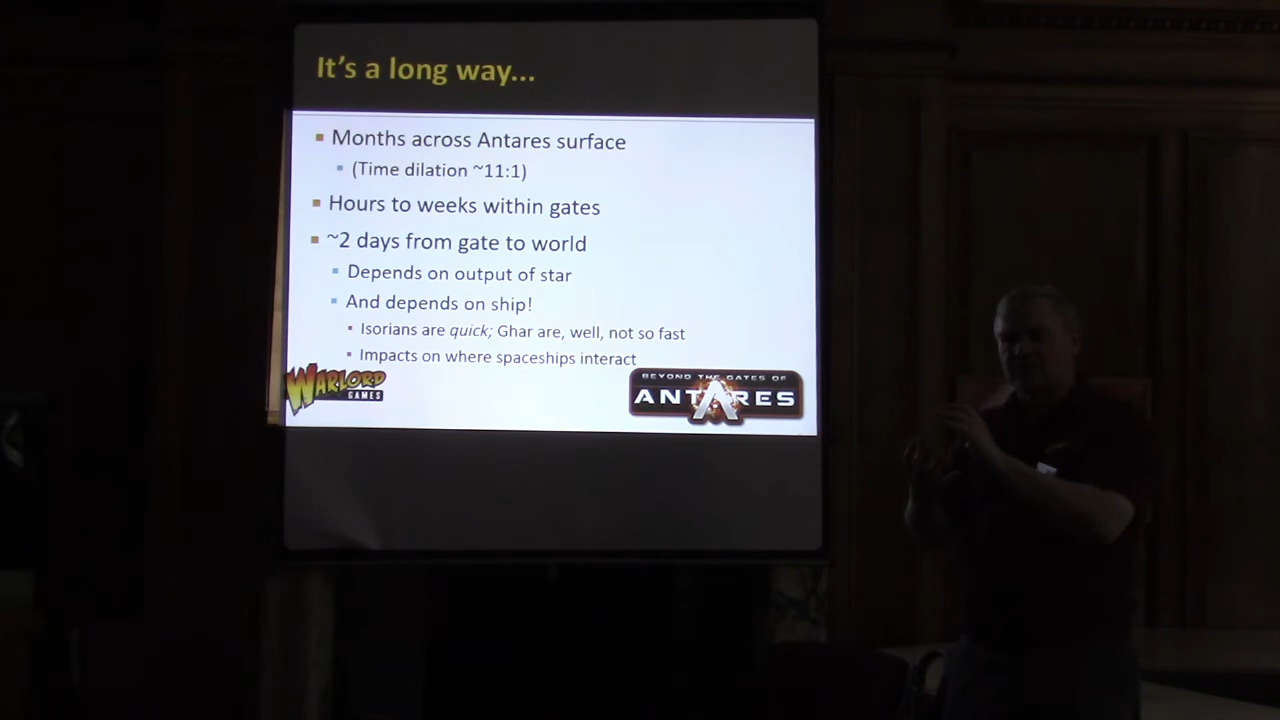 It's a long way...
Months across Antares surface
(Time dilation ~11:1)
Hours to weeks within gates
~2 days from gate to world
Depends on output of star
And depends on ship!
Isorians are quick; Ghar are, well, not so fast
Impacts on where spaceships interact
WARLORD
GAMES
BEYOND THE GATES OF
ANTARES